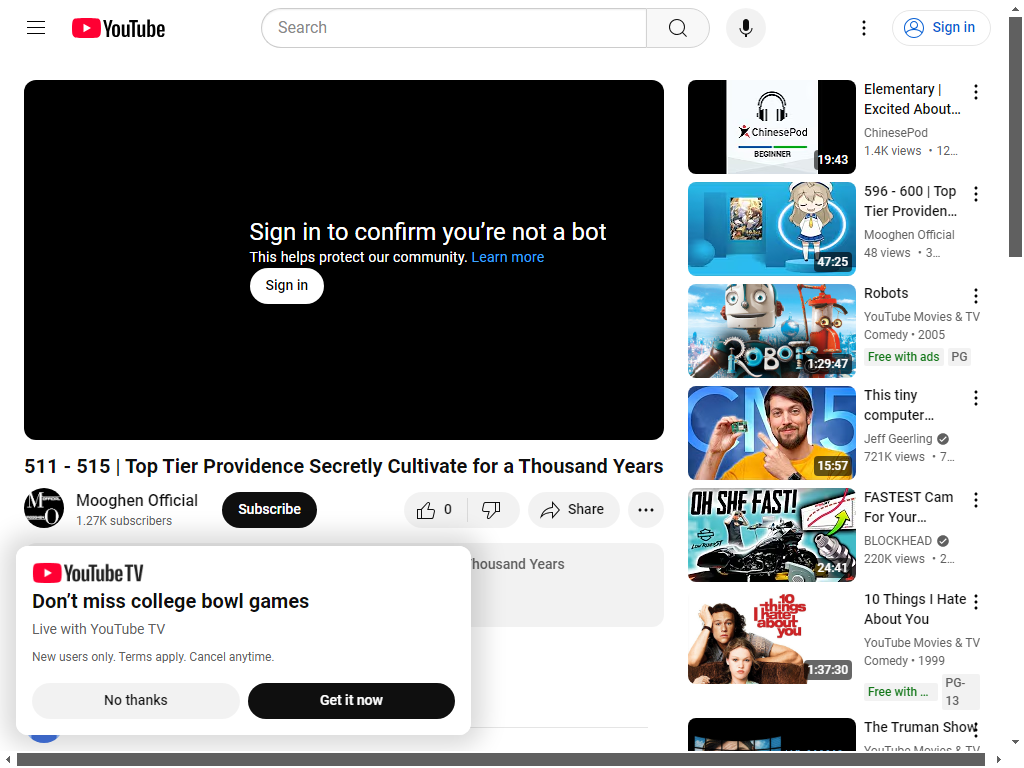 YouTube
Search
Sign in
Sign in to confirm you’re not a bot
This helps protect our community. Learn more
Sign in
511 - 515 | Top Tier Providence Secretly Cultivate for a Thousand Years
Mooghen Official
1.27K subscribers
Subscribe
0
Share
Thousand Years
YouTube TV
Don’t miss college bowl games
Live with YouTube TV
New users only. Terms apply. Cancel anytime.
No thanks
Get it now
ChinesePod
BEGINNER
19:43
Elementary |
Excited About…
ChinesePod
1.4K views • 12…
47:25
596 - 600 | Top
Tier Providen…
Mooghen Official
48 views • 3…
ROBOTS
1:29:47
Robots
YouTube Movies & TV
Comedy • 2005
Free with ads
PG
CM5
15:57
This tiny
computer…
Jeff Geerling
721K views • 7…
OH SHE FAST!
24:41
FASTEST Cam
For Your…
BLOCKHEAD
220K views • 2…
10 things
i hate
about
you
1:37:30
10 Things I Hate
About You
YouTube Movies & TV
Comedy • 1999
Free with ...
PG-
13
The Truman Show
YouTube Movies & TV